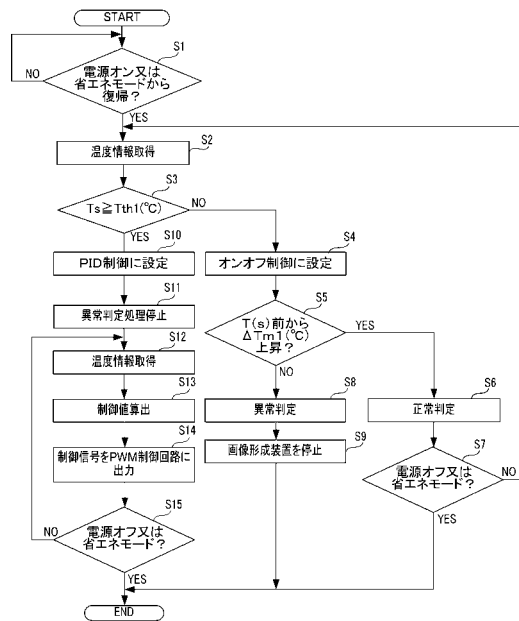 START
S1
電源オン又は
省エネモードから
復帰？
NO
YES
S2
温度情報取得
S3
Ts≧Tth1(℃)
NO
YES
S10
PID制御に設定
S4
オンオフ制御に設定
S11
異常判定処理停止
S5
T(s)前から
ΔTm1(℃)
上昇？
YES
NO
S12
温度情報取得
S13
制御値算出
S8
異常判定
S6
正常判定
S14
制御信号をPWM制御回路に
出力
S9
画像形成装置を停止
S7
電源オフ又は
省エネモード？
NO
YES
S15
電源オフ又は
省エネモード？
NO
YES
END